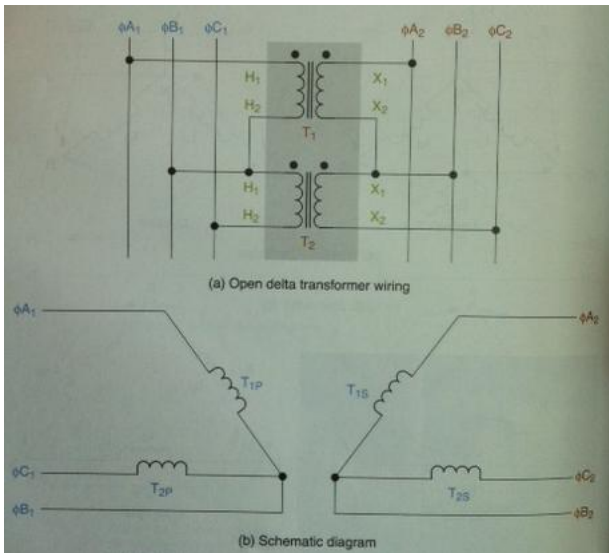 ϕA₁ ϕB₁ ϕC₁ ϕA₂ ϕB₂ ϕC₂
H₁ X₁
H₂ X₂
T₁
H₁ X₁
H₂ X₂
T₂
(a) Open delta transformer wiring
ϕA₁ ϕA₂
T₁P T₁S
ϕC₁ ϕC₂
T₂P T₂S
ϕB₁ ϕB₂
(b) Schematic diagram